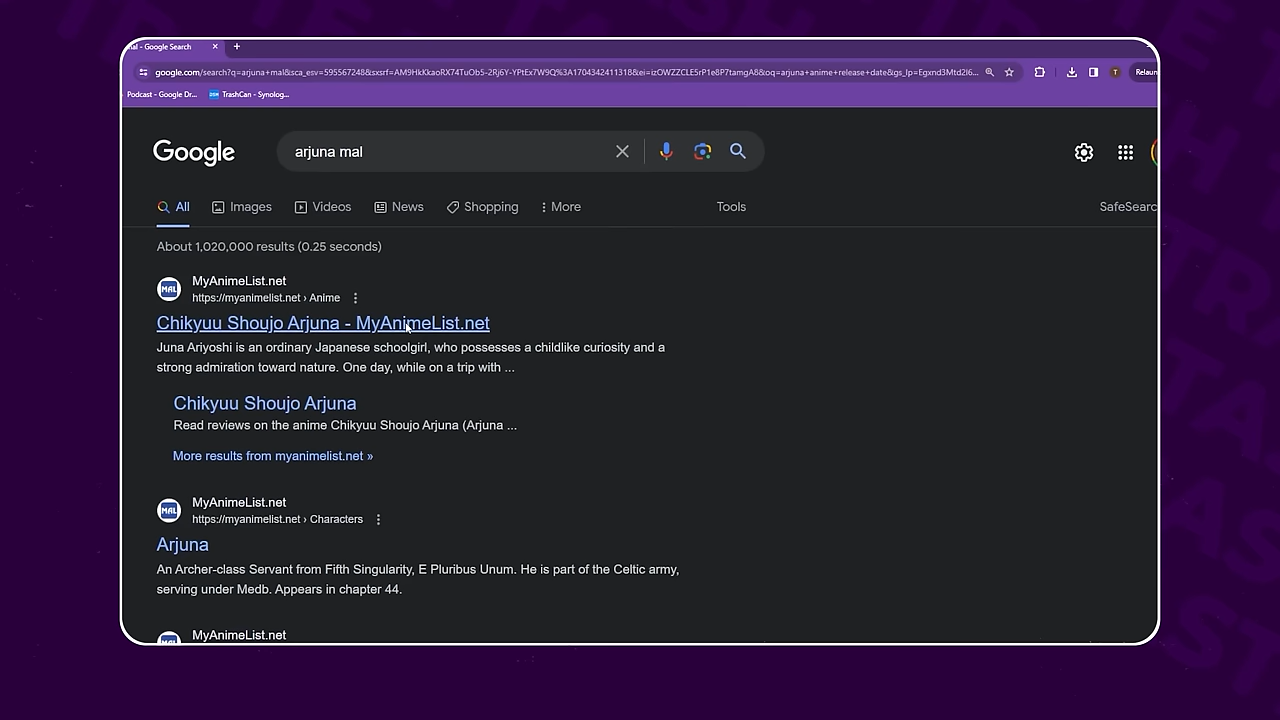 nal - Google Search
google.com/search?q=arjuna+mal&sca_esv=595567248&sxsrf=AM9HkKkaoRX74TuOb5-2Rj6Y-YPtEx7W9Q%3A1704342411318&ei=izOWZZCLE5rP1e8P7tamgA8&oq=arjuna+anime+release+date&gs_lp=Egxnd3Mtd2l6...
Relaun
Podcast - Google Dr...
TrashCan - Synolog...
Google
arjuna mal
All
Images
Videos
News
Shopping
More
Tools
SafeSearc
About 1,020,000 results (0.25 seconds)
MAL
MyAnimeList.net
https://myanimelist.net › Anime
Chikyuu Shoujo Arjuna - MyAnimeList.net
Juna Ariyoshi is an ordinary Japanese schoolgirl, who possesses a childlike curiosity and a
strong admiration toward nature. One day, while on a trip with ...
Chikyuu Shoujo Arjuna
Read reviews on the anime Chikyuu Shoujo Arjuna (Arjuna ...
More results from myanimelist.net »
MAL
MyAnimeList.net
https://myanimelist.net › Characters
Arjuna
An Archer-class Servant from Fifth Singularity, E Pluribus Unum. He is part of the Celtic army,
serving under Medb. Appears in chapter 44.
MyAnimeList.net